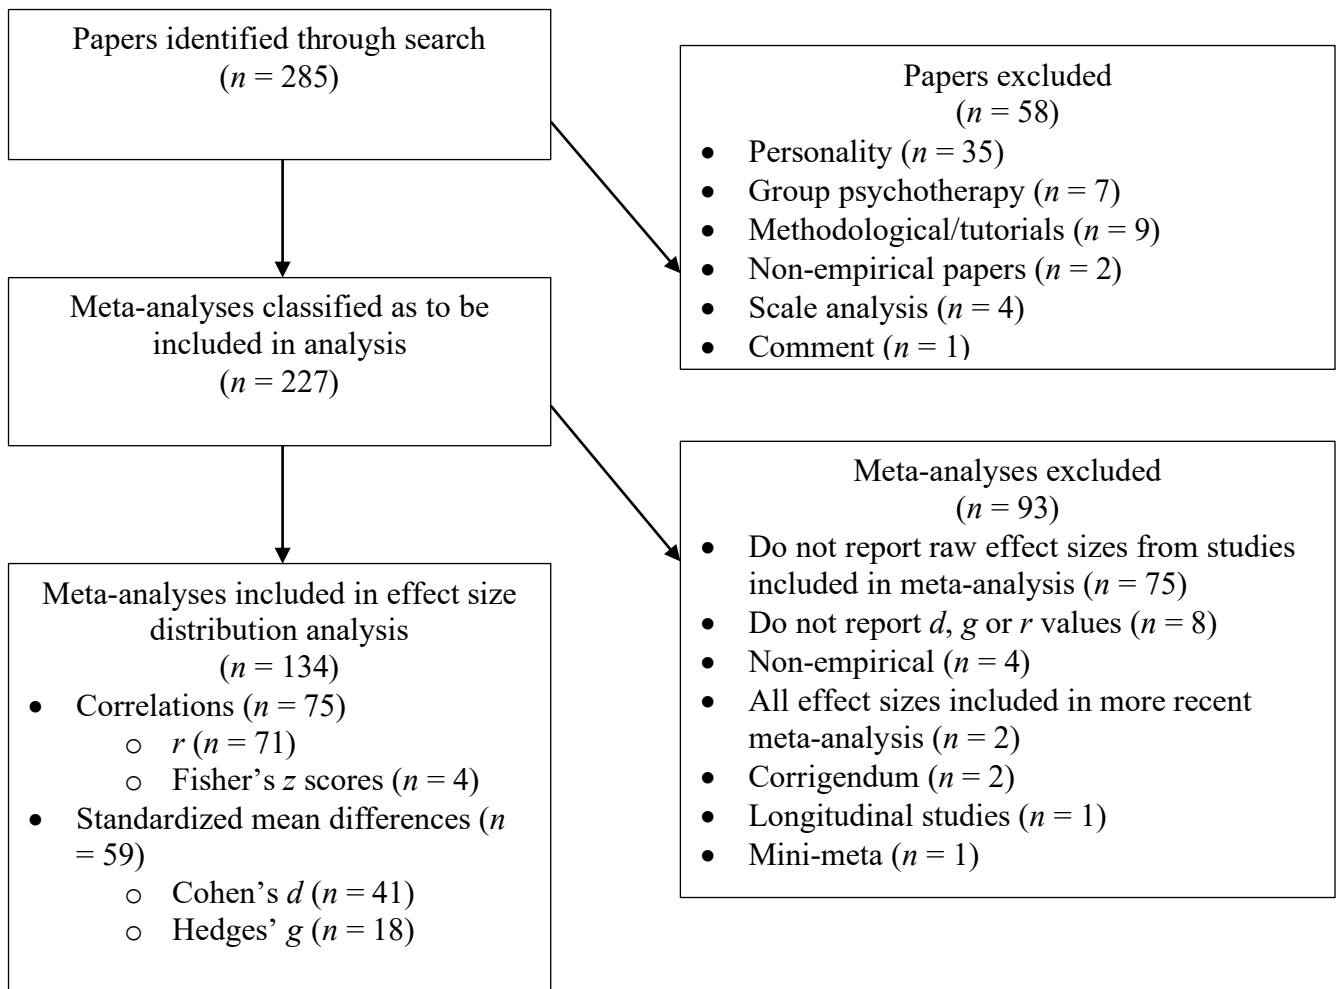 Papers identified through search
(n = 285)
Papers excluded
(n = 58)
• Personality (n = 35)
• Group psychotherapy (n = 7)
• Methodological/tutorials (n = 9)
• Non-empirical papers (n = 2)
• Scale analysis (n = 4)
• Comment (n = 1)
Meta-analyses classified as to be
included in analysis
(n = 227)
Meta-analyses excluded
(n = 93)
• Do not report raw effect sizes from studies
included in meta-analysis (n = 75)
• Do not report d, g or r values (n = 8)
• Non-empirical (n = 4)
• All effect sizes included in more recent
meta-analysis (n = 2)
• Corrigendum (n = 2)
• Longitudinal studies (n = 1)
• Mini-meta (n = 1)
Meta-analyses included in effect size
distribution analysis
(n = 134)
• Correlations (n = 75)
o r (n = 71)
o Fisher’s z scores (n = 4)
• Standardized mean differences (n
= 59)
o Cohen’s d (n = 41)
o Hedges’ g (n = 18)